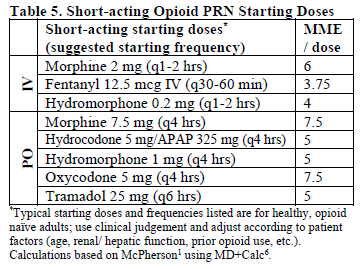 Table 5. Short-acting Opioid PRN Starting Doses
Short-acting starting doses* (suggested starting frequency) MME / dose
IV
Morphine 2 mg (q1-2 hrs) 6
Fentanyl 12.5 mcg IV (q30-60 min) 3.75
Hydromorphone 0.2 mg (q1-2 hrs) 4
PO
Morphine 7.5 mg (q4 hrs) 7.5
Hydrocodone 5 mg/APAP 325 mg (q4 hrs) 5
Hydromorphone 1 mg (q4 hrs) 5
Oxycodone 5 mg (q4 hrs) 7.5
Tramadol 25 mg (q6 hrs) 5
*Typical starting doses and frequencies listed are for healthy, opioid
naïve adults; use clinical judgement and adjust according to patient
factors (age, renal/ hepatic function, prior opioid use, etc.).
Calculations based on McPherson1 using MD+Calc6.